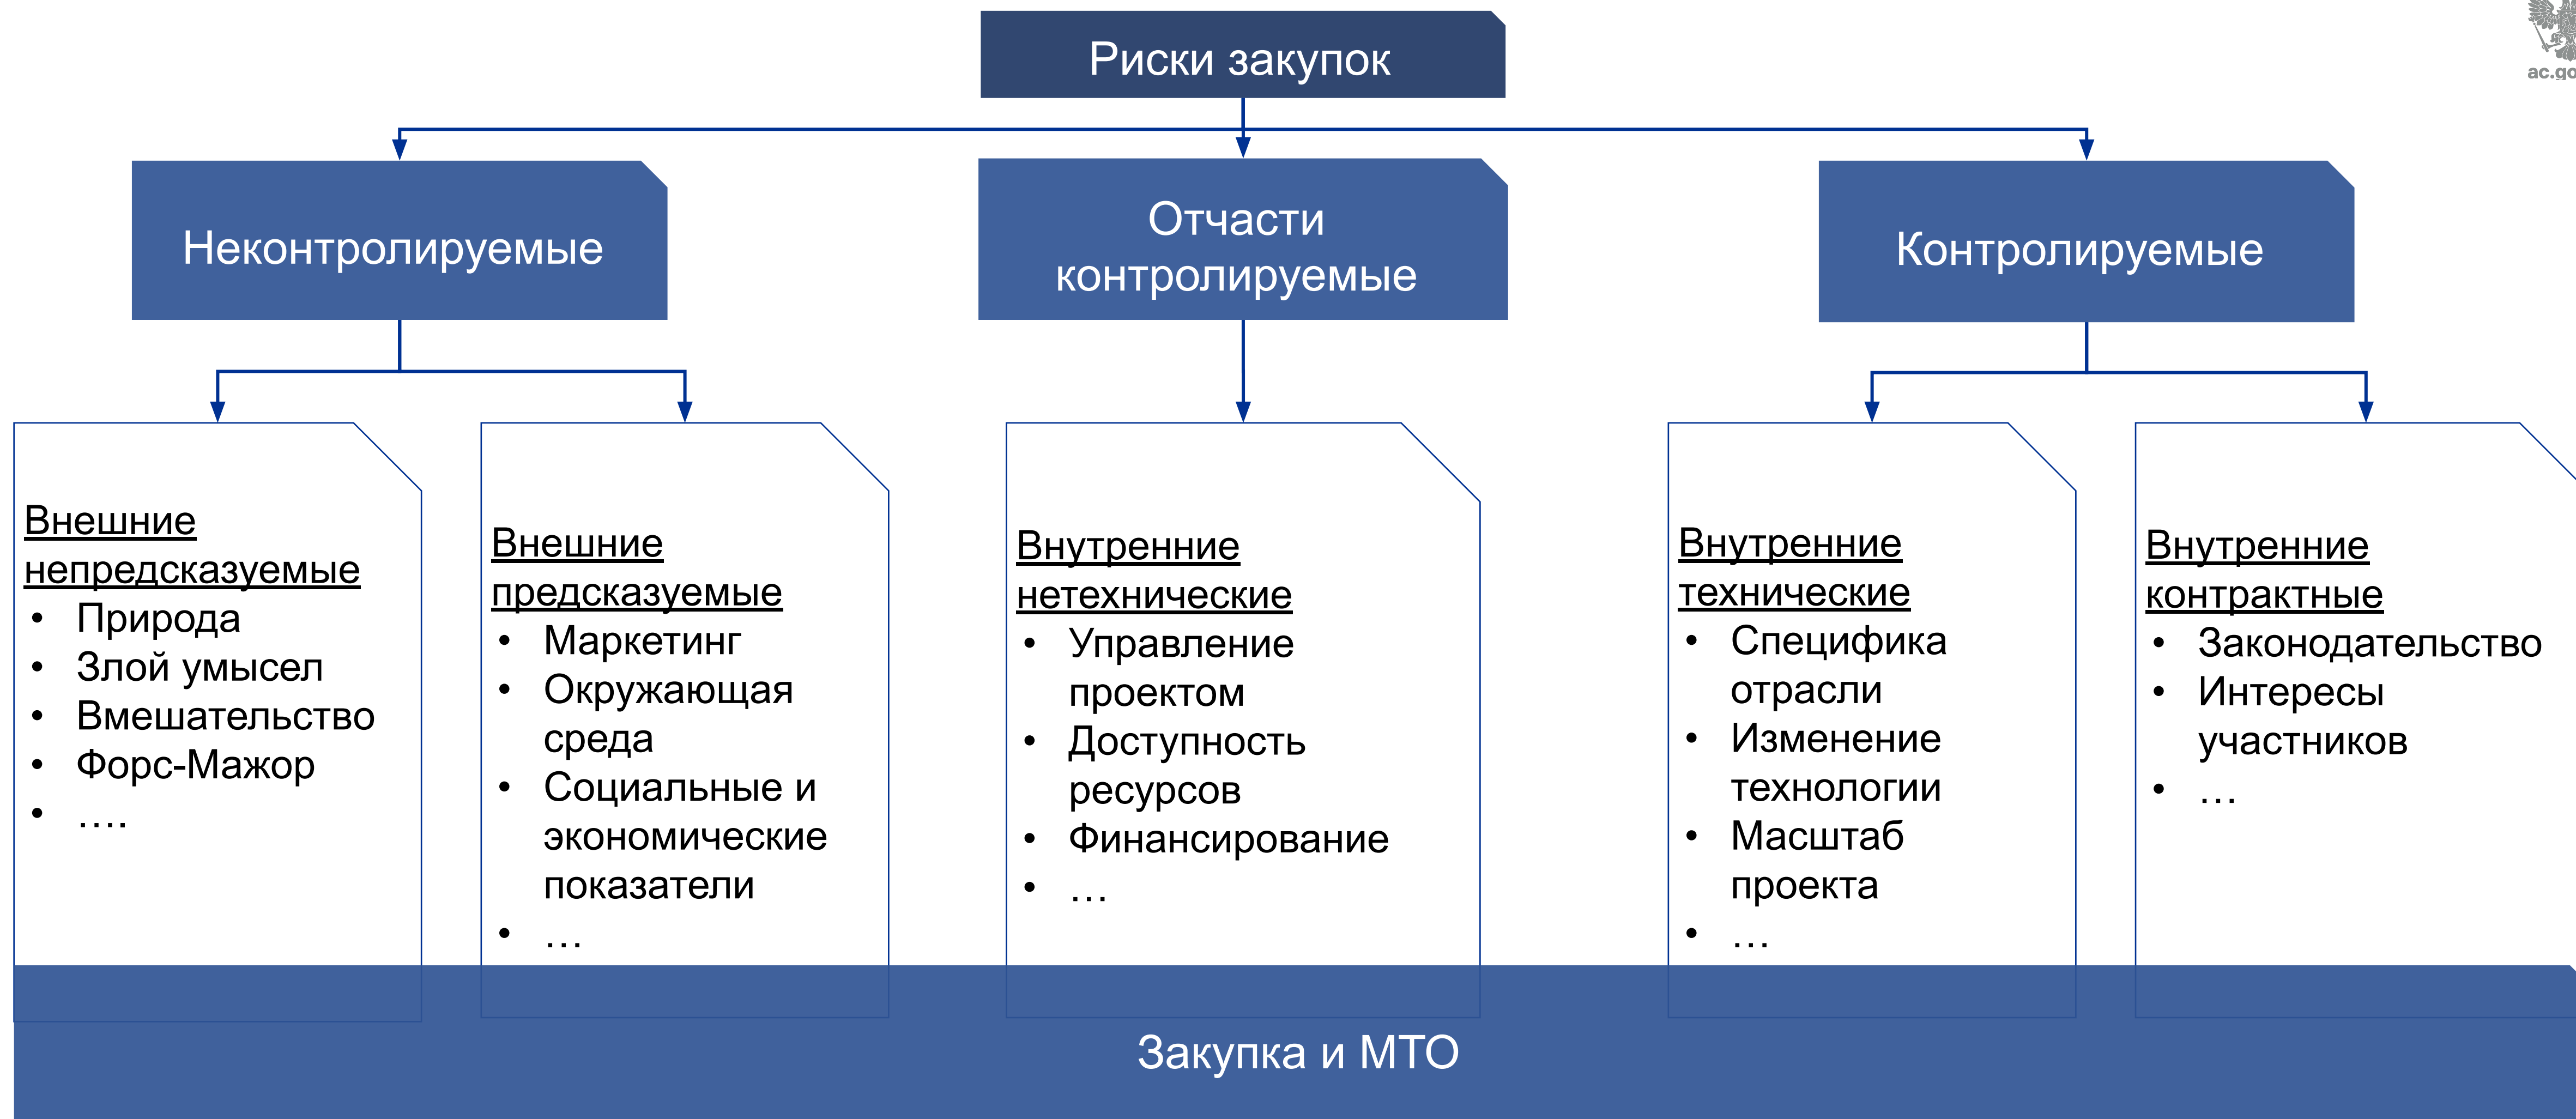 Риски закупок
ac.go
Неконтролируемые
Отчасти
контролируемые
Контролируемые
Внешние
непредсказуемые
• Природа
• Злой умысел
• Вмешательство
• Форс-Мажор
• ….
Внешние
предсказуемые
• Маркетинг
• Окружающая
среда
• Социальные и
экономические
показатели
• …
Внутренние
нетехнические
• Управление
проектом
• Доступность
ресурсов
• Финансирование
• …
Внутренние
технические
• Специфика
отрасли
• Изменение
технологии
• Масштаб
проекта
• …
Внутренние
контрактные
• Законодательство
• Интересы
участников
• …
Закупка и МТО